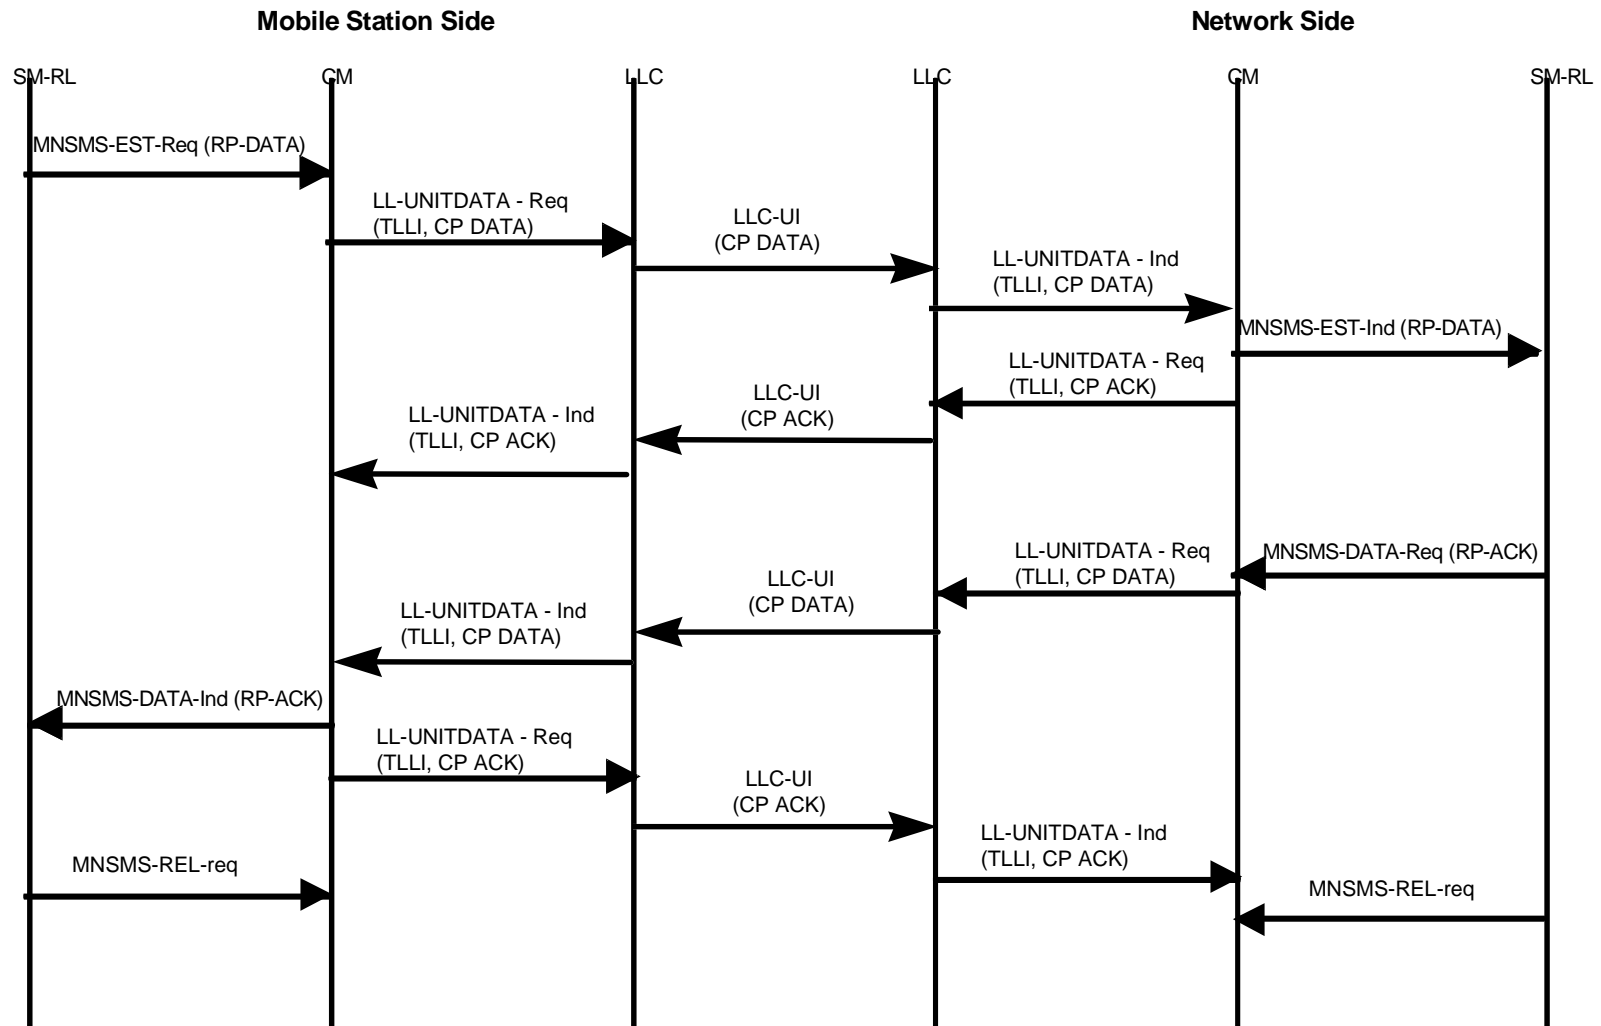 Mobile Station Side
Network Side
SM-RL
CM
LLC
LLC
CM
SM-RL
MNSMS-EST-Req (RP-DATA)
LL-UNITDATA - Req
(TLLI, CP DATA)
LLC-UI
(CP DATA)
LL-UNITDATA - Ind
(TLLI, CP DATA)
MNSMS-EST-Ind (RP-DATA)
LL-UNITDATA - Req
(TLLI, CP ACK)
LLC-UI
(CP ACK)
LL-UNITDATA - Ind
(TLLI, CP ACK)
MNSMS-DATA-Req (RP-ACK)
LL-UNITDATA - Req
(TLLI, CP DATA)
LLC-UI
(CP DATA)
LL-UNITDATA - Ind
(TLLI, CP DATA)
MNSMS-DATA-Ind (RP-ACK)
LL-UNITDATA - Req
(TLLI, CP ACK)
LLC-UI
(CP ACK)
LL-UNITDATA - Ind
(TLLI, CP ACK)
MNSMS-REL-req
MNSMS-REL-req